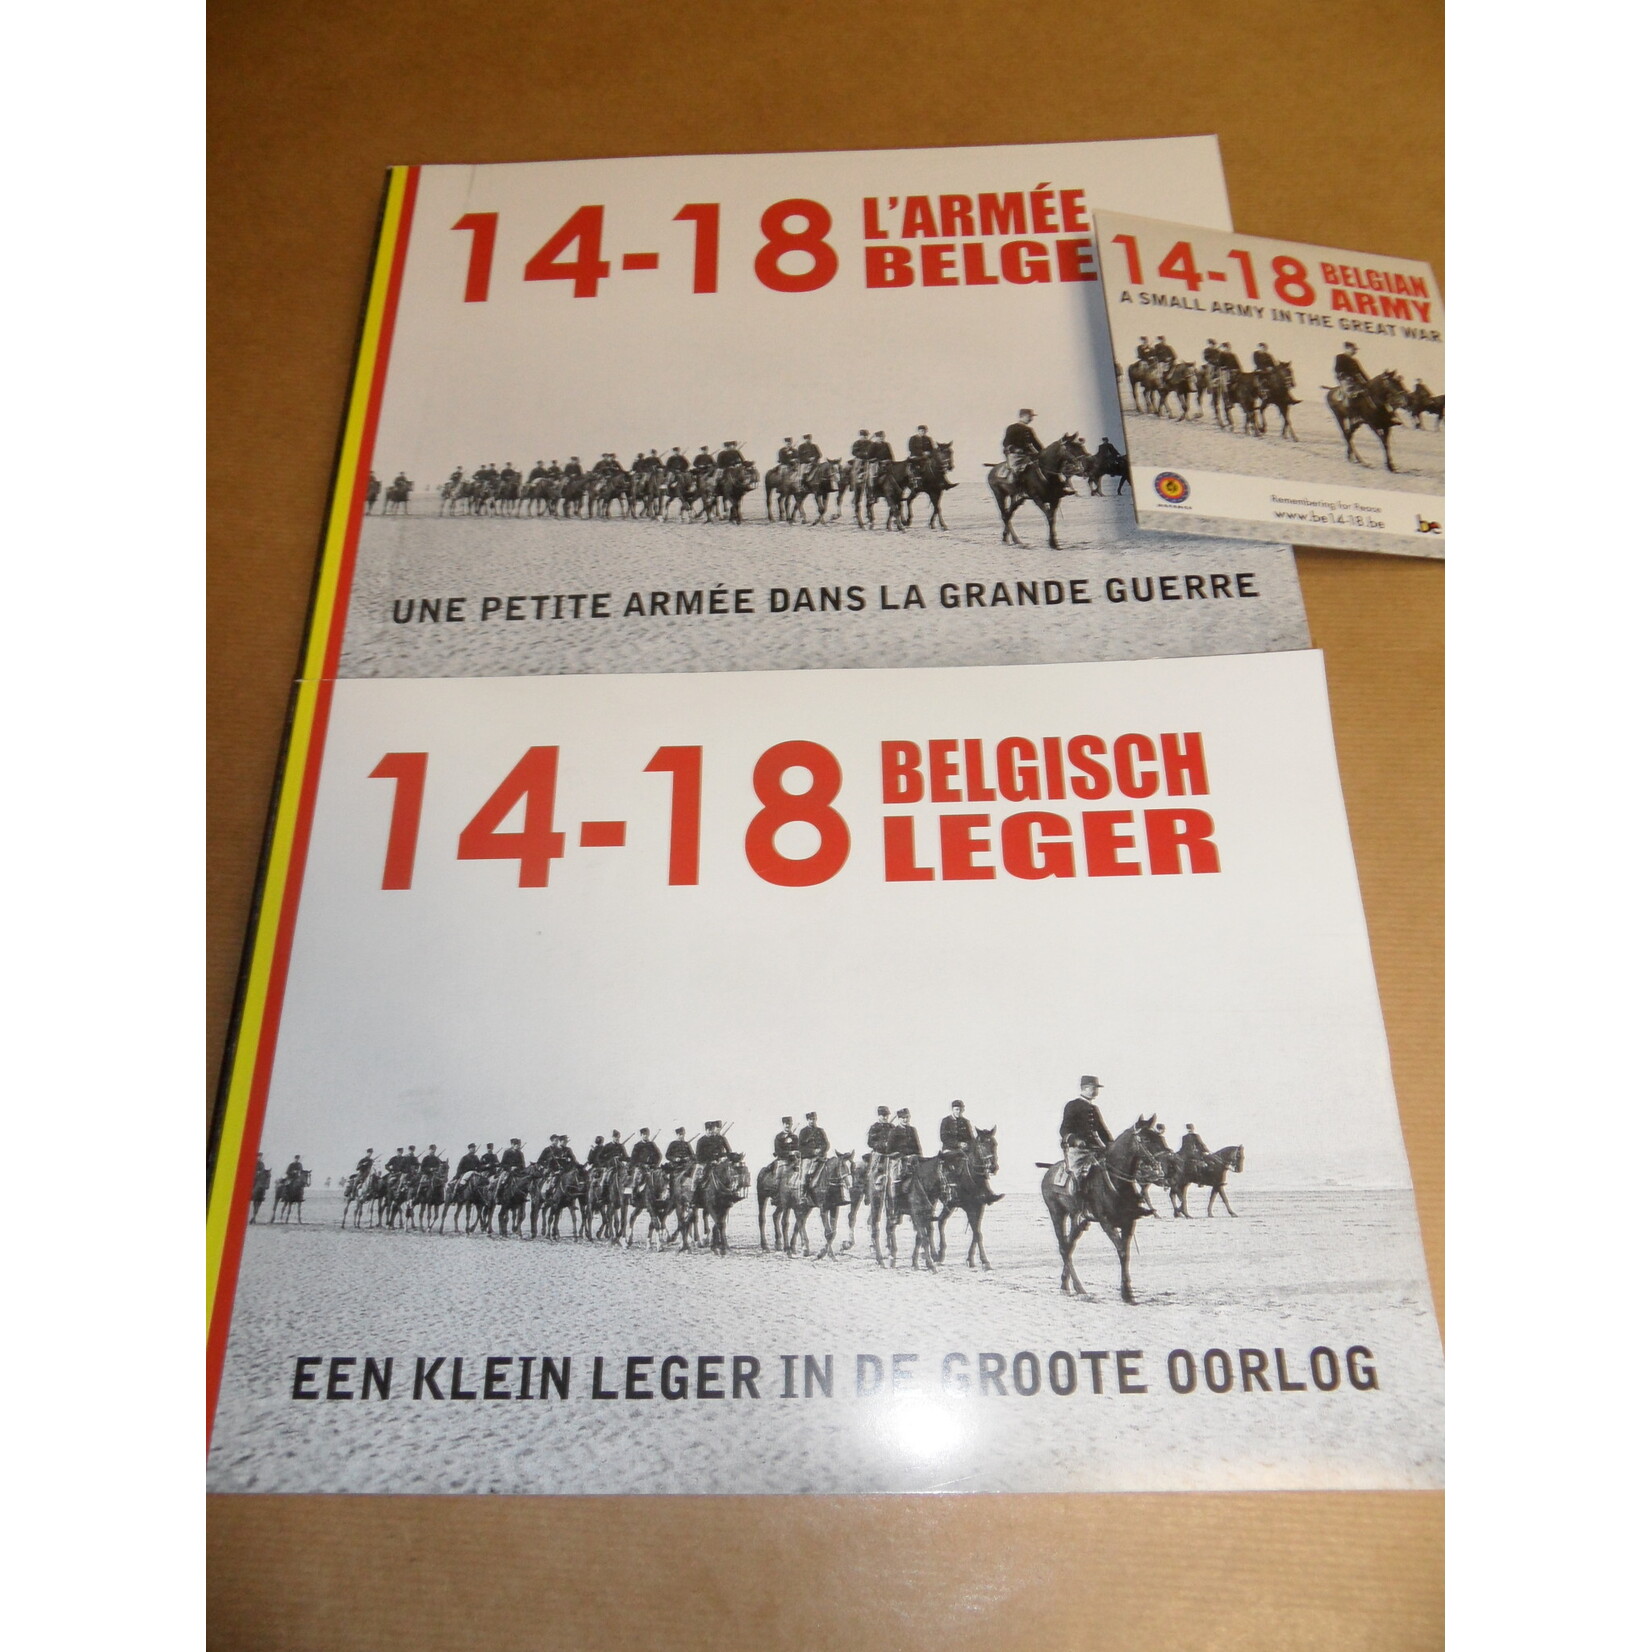 14-18 L'ARMÉE
BELGE
UNE PETITE ARMÉE DANS LA GRANDE GUERRE
14-18 BELGIAN
ARMY
A SMALL ARMY IN THE GREAT WAR
Remembering for Peace
www.be14-18.be
.be
14-18 BELGISCH
LEGER
EEN KLEIN LEGER IN DE GROOTE OORLOG